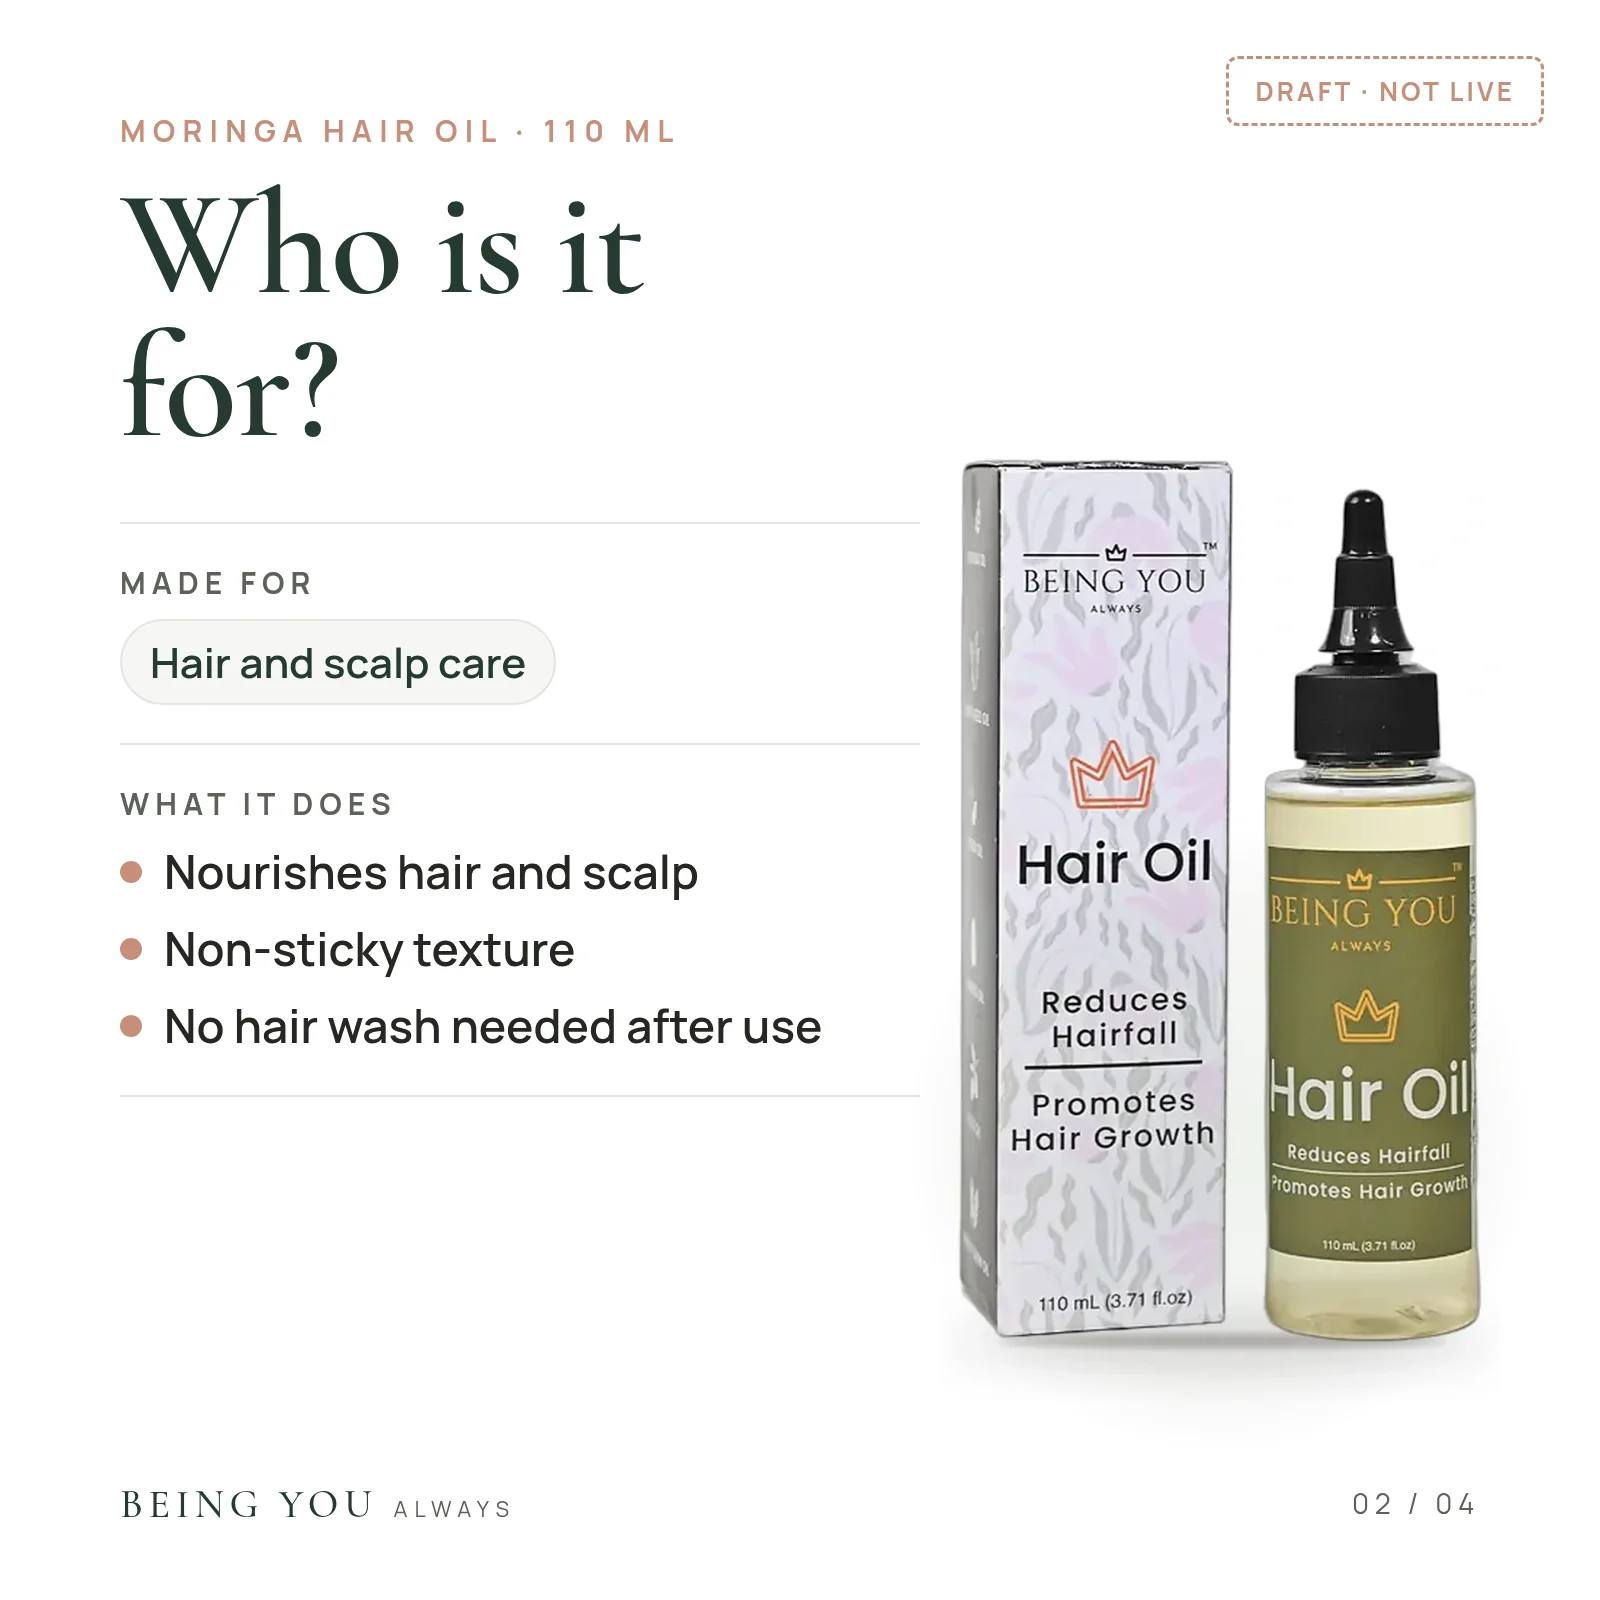 DRAFT · NOT LIVE
MORINGA HAIR OIL · 110 ML
Who is it
for?
MADE FOR
Hair and scalp care
WHAT IT DOES
Nourishes hair and scalp
Non-sticky texture
No hair wash needed after use
TM
BEING YOU
ALWAYS
Hair Oil
Reduces
Hairfall
Promotes
Hair Growth
110 mL (3.71 fl.oz)
TM
BEING YOU
ALWAYS
Hair Oil
Reduces Hairfall
Promotes Hair Growth
110 mL (3.71 fl.oz)
BEING YOU ALWAYS
02 / 04